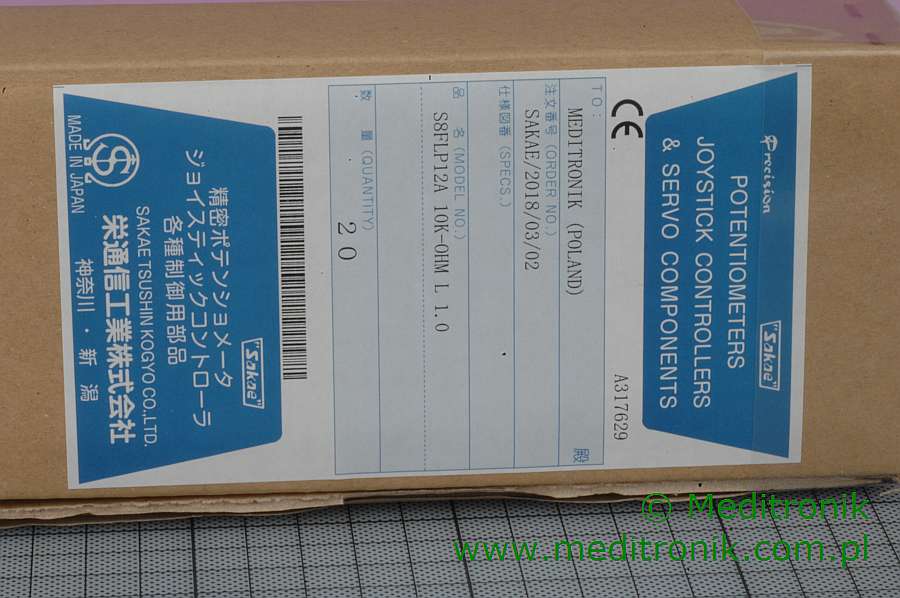 Precision
"Sakae"
POTENTIOMETERS
JOYSTICK CONTROLLERS
& SERVO COMPONENTS
CE
A317629
TO:
MEDITRONIK (POLAND)
殿
注文番号(ORDER NO.)
SAKAE/2018/03/02
仕様図番(SPECS.)
品 名(MODEL NO.)
S8FLP12A 10K-OHM L 1.0
数 量(QUANTITY)
20
"Sakae"
精密ポテンショメータ
ジョイスティックコントローラ
各種制御用部品
SAKAE TSUSHIN KOGYO CO.,LTD.
栄通信工業株式会社
神奈川・新潟
MADE IN JAPAN
© Meditronik
www.meditronik.com.pl